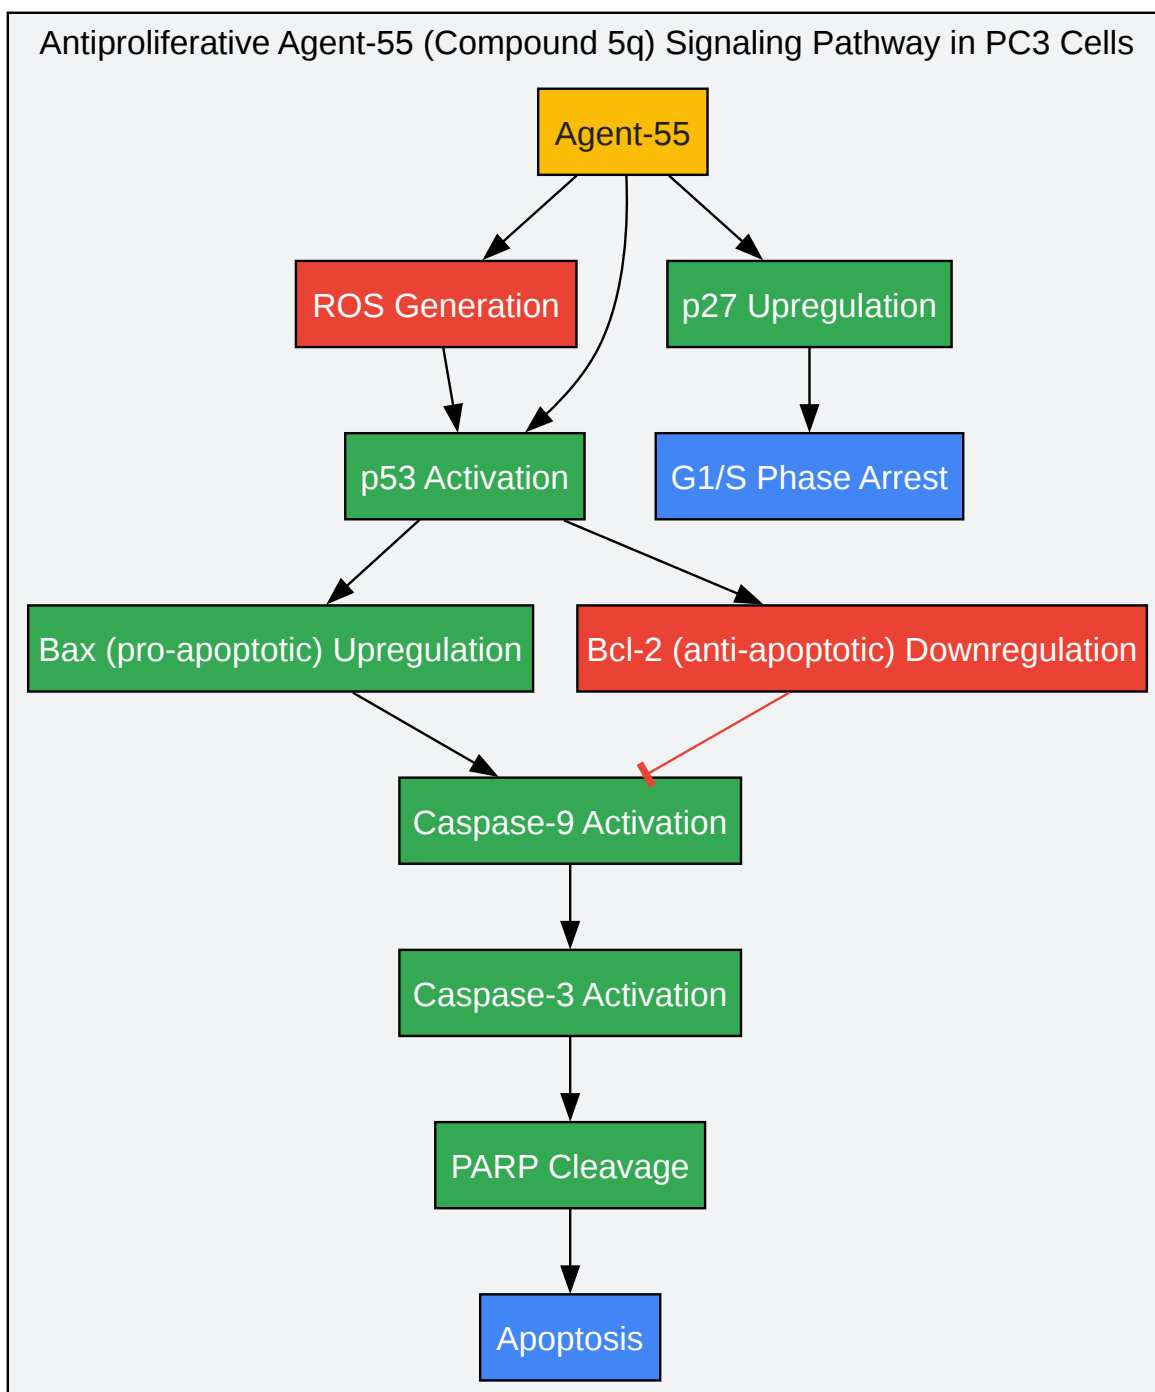 Antiproliferative Agent-55 (Compound 5q) Signaling Pathway in PC3 Cells
Agent-55
ROS Generation
p27 Upregulation
p53 Activation
G1/S Phase Arrest
Bax (pro-apoptotic) Upregulation
Bcl-2 (anti-apoptotic) Downregulation
Caspase-9 Activation
Caspase-3 Activation
PARP Cleavage
Apoptosis